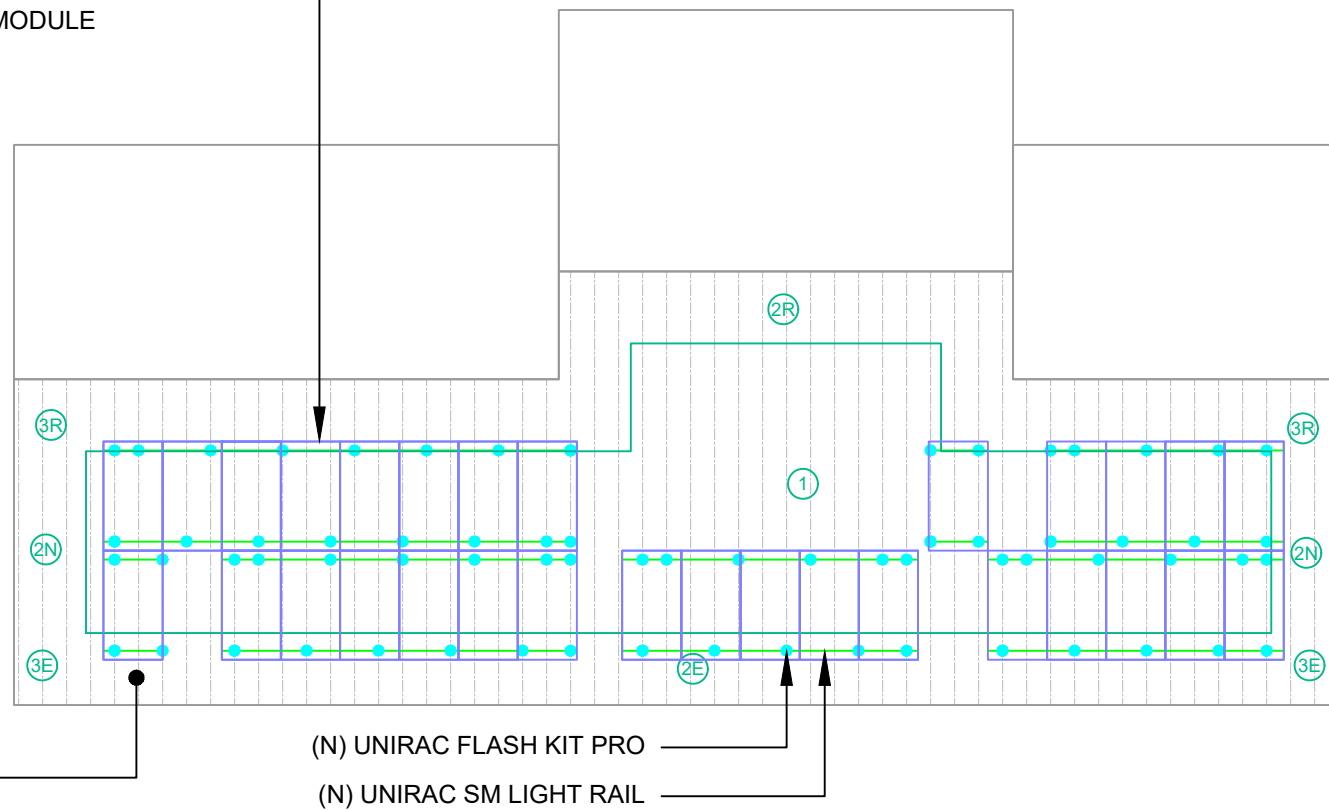 MODULE
2R
3R
3R
1
2N
2N
3E
2E
3E
(N) UNIRAC FLASH KIT PRO
(N) UNIRAC SM LIGHT RAIL